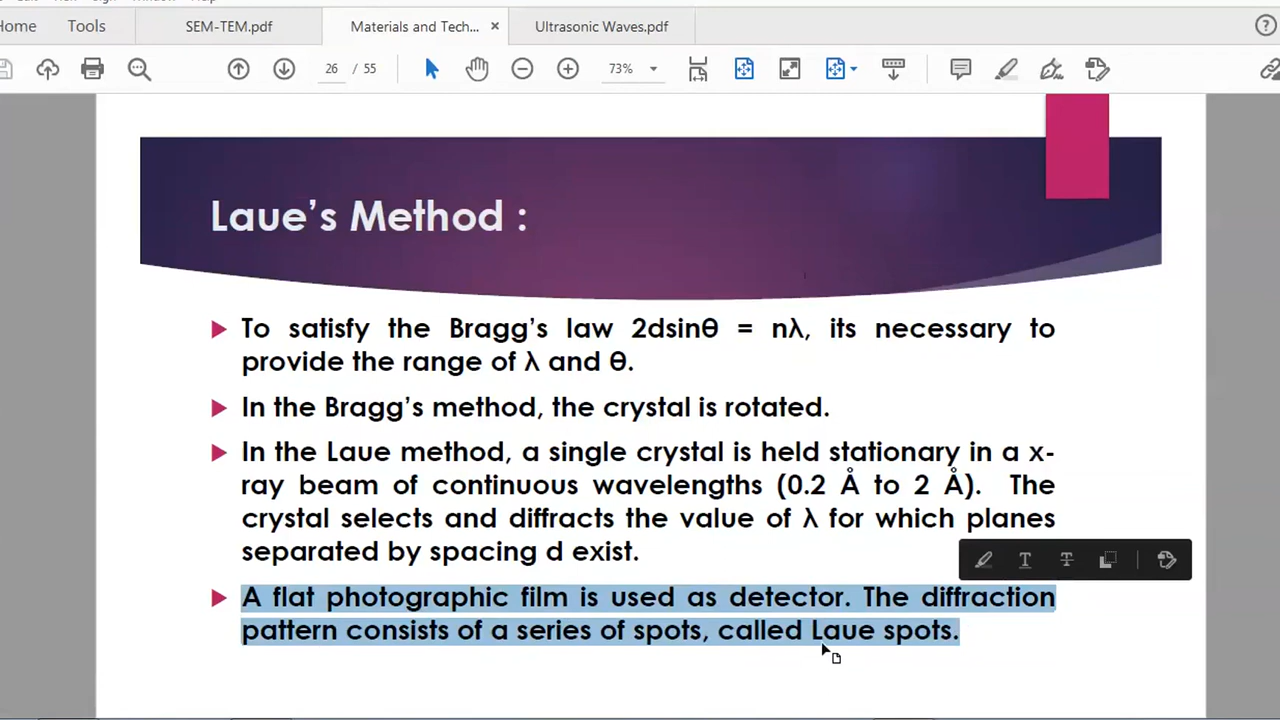 Home Tools SEM-TEM.pdf Materials and Tech... × Ultrasonic Waves.pdf
26 / 55 73%
Laue's Method :
To satisfy the Bragg's law 2dsinθ = nλ, its necessary to
provide the range of λ and θ.
In the Bragg's method, the crystal is rotated.
In the Laue method, a single crystal is held stationary in a x-
ray beam of continuous wavelengths (0.2 Å to 2 Å). The
crystal selects and diffracts the value of λ for which planes
separated by spacing d exist.
A flat photographic film is used as detector. The diffraction
pattern consists of a series of spots, called Laue spots.